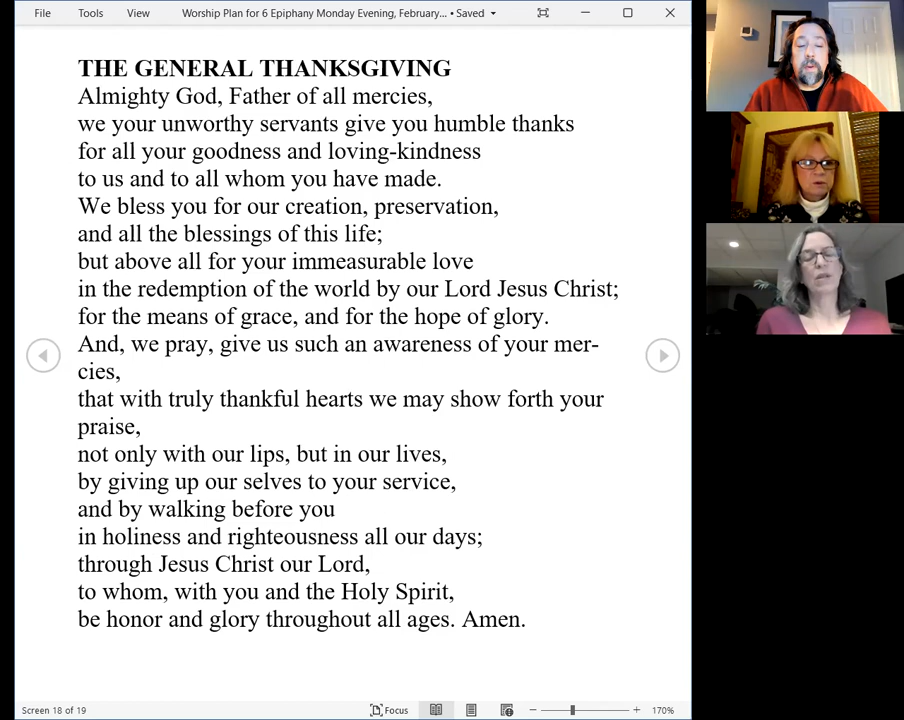 File Tools View Worship Plan for 6 Epiphany Monday Evening, February... • Saved
THE GENERAL THANKSGIVING
Almighty God, Father of all mercies,
we your unworthy servants give you humble thanks
for all your goodness and loving-kindness
to us and to all whom you have made.
We bless you for our creation, preservation,
and all the blessings of this life;
but above all for your immeasurable love
in the redemption of the world by our Lord Jesus Christ;
for the means of grace, and for the hope of glory.
And, we pray, give us such an awareness of your mer-
cies,
that with truly thankful hearts we may show forth your
praise,
not only with our lips, but in our lives,
by giving up our selves to your service,
and by walking before you
in holiness and righteousness all our days;
through Jesus Christ our Lord,
to whom, with you and the Holy Spirit,
be honor and glory throughout all ages. Amen.
Screen 18 of 19 Focus 170%